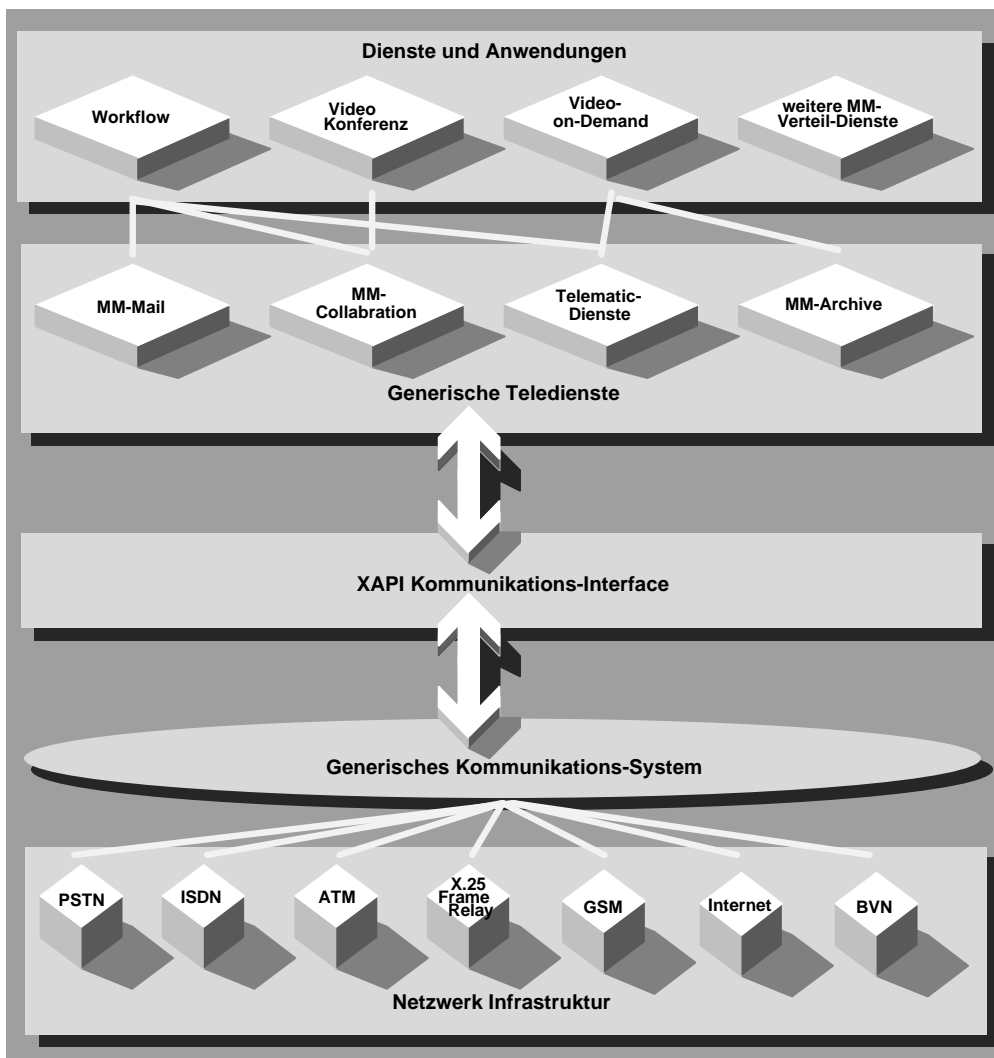 Dienste und Anwendungen
Workflow
Video
Konferenz
Video-
on-Demand
weitere MM-
Verteil-Dienste
MM-Mail
MM-
Collabration
Telematic-
Dienste
MM-Archive
Generische Teledienste
XAPI Kommunikations-Interface
Generisches Kommunikations-System
PSTN
ISDN
ATM
X.25
Frame
Relay
GSM
Internet
BVN
Netzwerk Infrastruktur